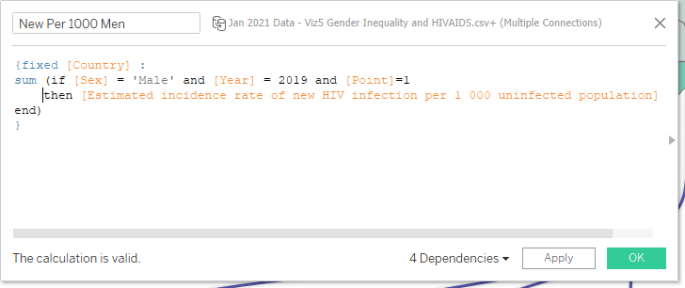 New Per 1000 Men
Jan 2021 Data - Viz5 Gender Inequality and HIVAIDS.csv+ (Multiple Connections)
{fixed [Country] :
sum (if [Sex] = 'Male' and [Year] = 2019 and [Point]=1
then [Estimated incidence rate of new HIV infection per 1 000 uninfected population]
end)
}
The calculation is valid.
4 Dependencies
Apply
OK